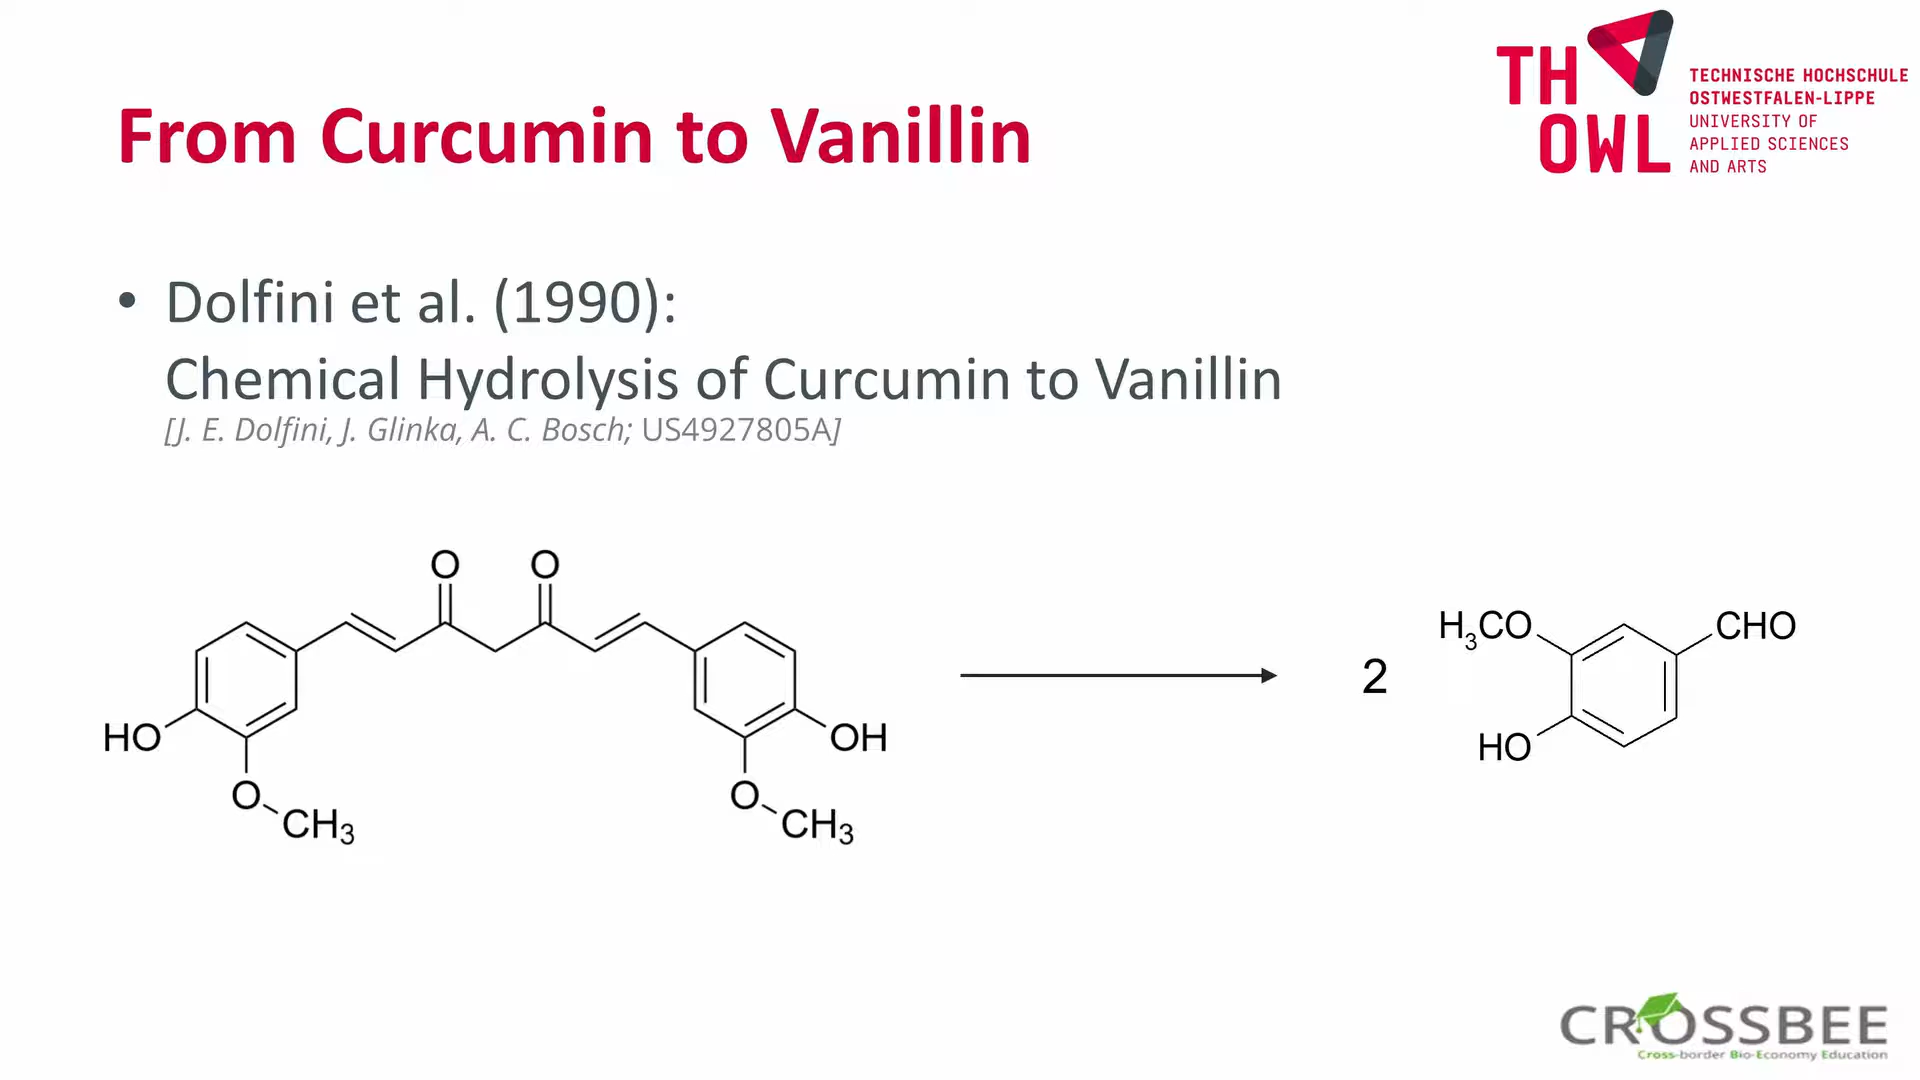 From Curcumin to Vanillin
TH OWL
TECHNISCHE HOCHSCHULE
OSTWESTFALEN-LIPPE
UNIVERSITY OF
APPLIED SCIENCES
AND ARTS
• Dolfini et al. (1990):
Chemical Hydrolysis of Curcumin to Vanillin
[J. E. Dolfini, J. Glinka, A. C. Bosch; US4927805A]
O O
HO OH
O O
CH3 CH3
2
H3CO CHO
HO
CROSSBEE
Cross-border Bio-Economy Education